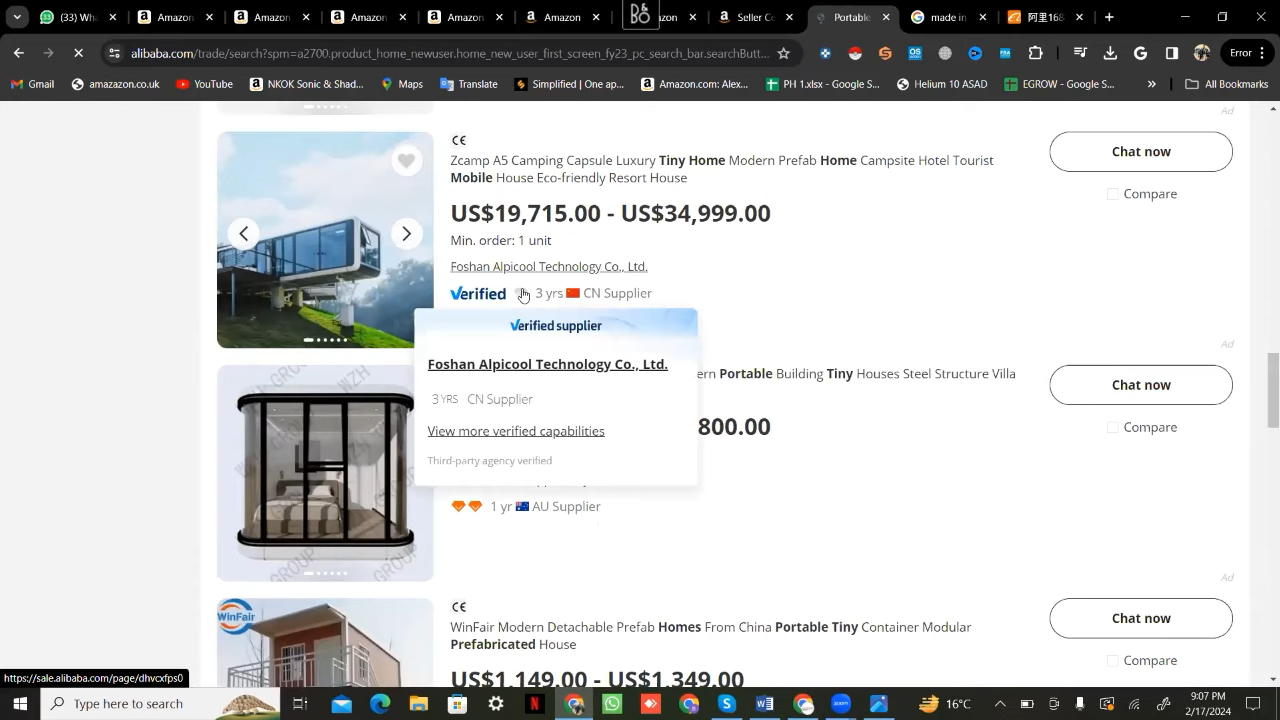 (33) Wha
Amazon
Amazon
Amazon
Amazon
Amazon
zon
Seller Ce
Portable
made in
阿里168
alibaba.com/trade/search?spm=a2700.product_home_newuser.home_new_user_first_screen_fy23_pc_search_bar.searchButt...
Error
Gmail
amazazon.co.uk
YouTube
NKOK Sonic & Shad...
Maps
Translate
Simplified | One ap...
Amazon.com: Alex...
PH 1.xlsx - Google S...
Helium 10 ASAD
EGROW - Google S...
»
All Bookmarks
Ad
CE
Zcamp A5 Camping Capsule Luxury Tiny Home Modern Prefab Home Campsite Hotel Tourist
Mobile House Eco-friendly Resort House
US$19,715.00 - US$34,999.00
Min. order: 1 unit
Foshan Alpicool Technology Co., Ltd.
Verified 3 yrs CN Supplier
Chat now
Compare
Verified supplier
Foshan Alpicool Technology Co., Ltd.
3 YRS CN Supplier
View more verified capabilities
Third-party agency verified
Ad
WZH
GROUP
GROUP
ern Portable Building Tiny Houses Steel Structure Villa
800.00
1 yr AU Supplier
Chat now
Compare
Ad
WinFair
CE
WinFair Modern Detachable Prefab Homes From China Portable Tiny Container Modular
Prefabricated House
US$1,149.00 - US$1,349.00
Chat now
Compare
https://sale.alibaba.com/page/dhvcxfps0
Type here to search
16°C
9:07 PM
2/17/2024